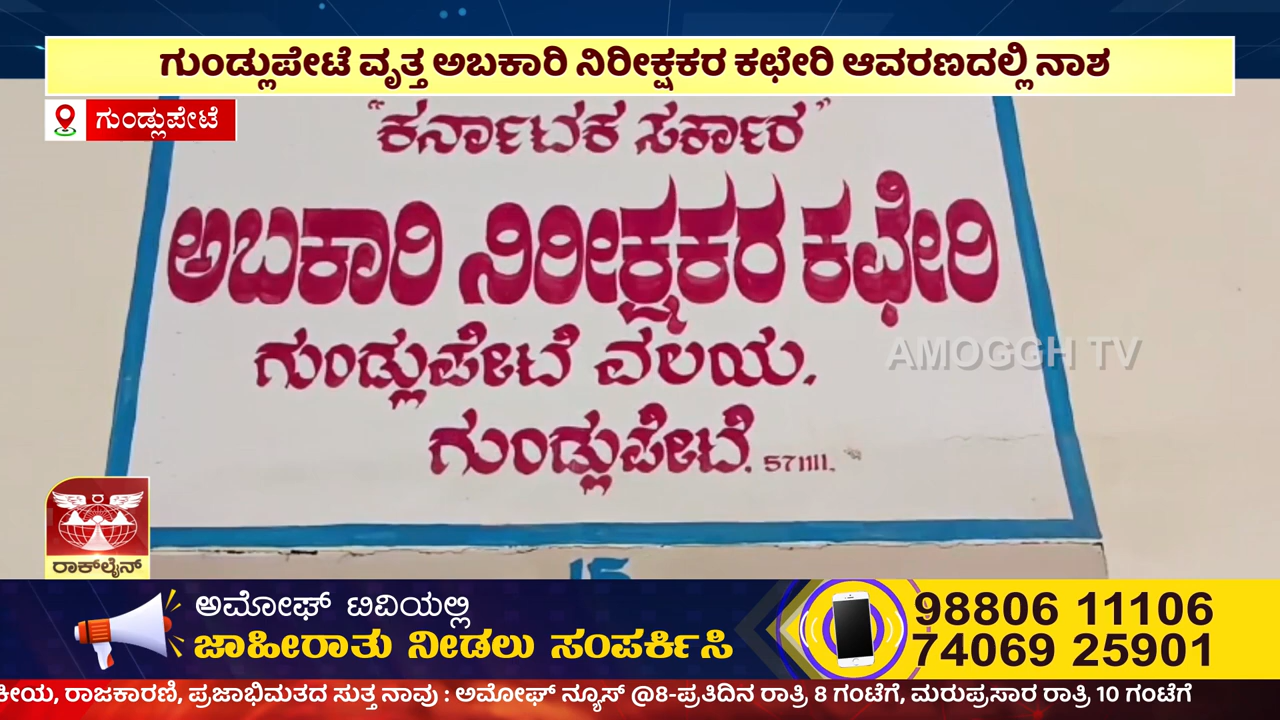 ಗುಂಡ್ಲುಪೇಟೆ ವೃತ್ತ ಅಬಕಾರಿ ನಿರೀಕ್ಷಕರ ಕಛೇರಿ ಆವರಣದಲ್ಲಿ ನಾಶ
ಗುಂಡ್ಲುಪೇಟೆ
"ಕರ್ನಾಟಕ ಸರ್ಕಾರ"
ಅಬಕಾರಿ ನಿರೀಕ್ಷಕರ ಕಛೇರಿ
ಗುಂಡ್ಲುಪೇಟೆ ವಲಯ.
ಗುಂಡ್ಲುಪೇಟೆ. 571111.
AMOGGH TV
15
ರಾಕ್‌ಲೈನ್
ಅಮೋಘ್ ಟಿವಿಯಲ್ಲಿ
ಜಾಹೀರಾತು ನೀಡಲು ಸಂಪರ್ಕಿಸಿ
98806 11106
74069 25901
ಕೀಯ, ರಾಜಕಾರಣಿ, ಪ್ರಜಾಭಿಮತದ ಸುತ್ತ ನಾವು : ಅಮೋಘ್ ನ್ಯೂಸ್ @8-ಪ್ರತಿದಿನ ರಾತ್ರಿ 8 ಗಂಟೆಗೆ, ಮರುಪ್ರಸಾರ ರಾತ್ರಿ 10 ಗಂಟೆಗೆ